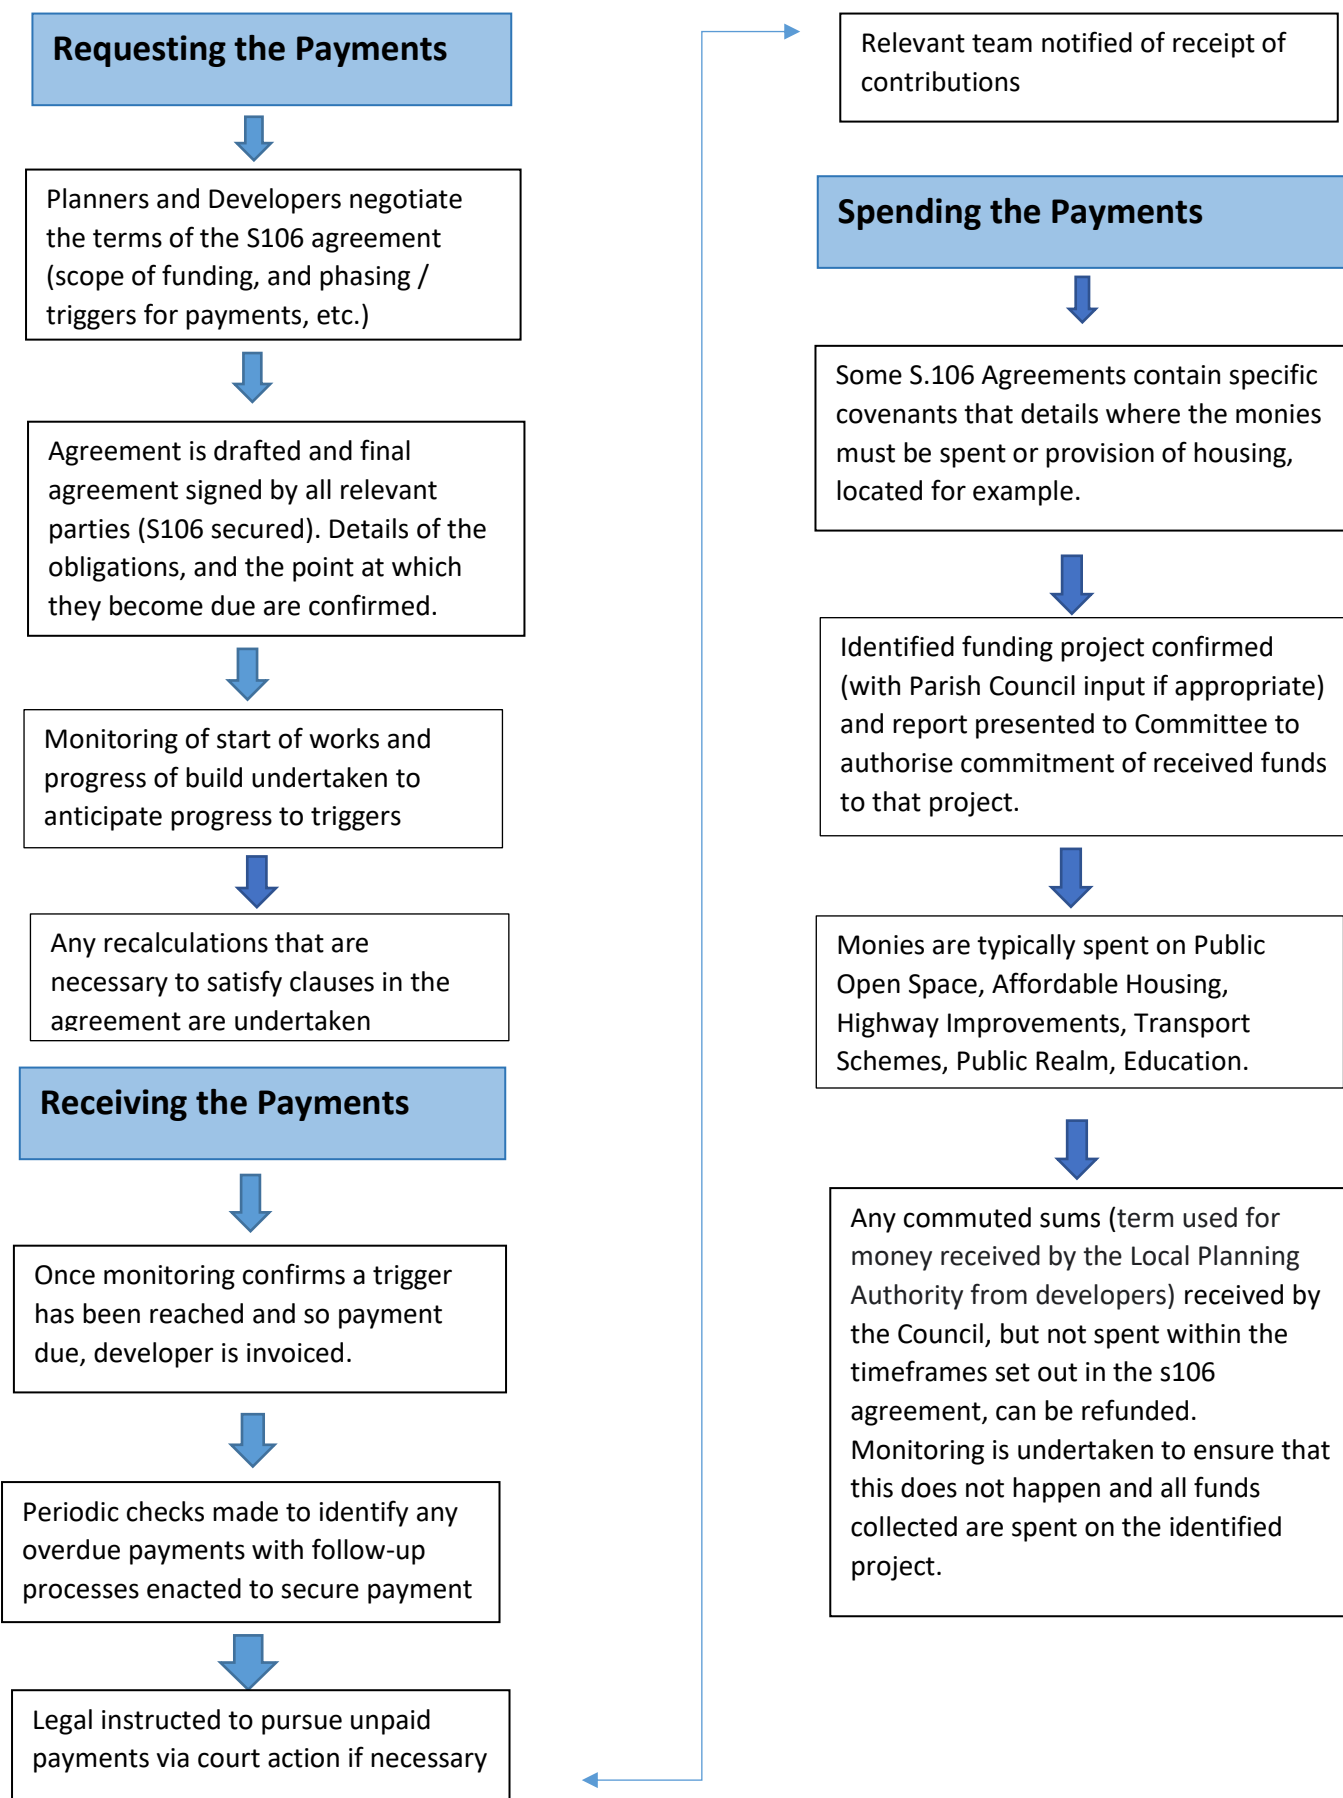 Requesting the Payments
Planners and Developers negotiate
the terms of the S106 agreement
(scope of funding, and phasing /
triggers for payments, etc.)
Agreement is drafted and final
agreement signed by all relevant
parties (S106 secured). Details of the
obligations, and the point at which
they become due are confirmed.
Monitoring of start of works and
progress of build undertaken to
anticipate progress to triggers
Any recalculations that are
necessary to satisfy clauses in the
agreement are undertaken
Receiving the Payments
Once monitoring confirms a trigger
has been reached and so payment
due, developer is invoiced.
Periodic checks made to identify any
overdue payments with follow-up
processes enacted to secure payment
Legal instructed to pursue unpaid
payments via court action if necessary
Relevant team notified of receipt of
contributions
Spending the Payments
Some S.106 Agreements contain specific
covenants that details where the monies
must be spent or provision of housing,
located for example.
Identified funding project confirmed
(with Parish Council input if appropriate)
and report presented to Committee to
authorise commitment of received funds
to that project.
Monies are typically spent on Public
Open Space, Affordable Housing,
Highway Improvements, Transport
Schemes, Public Realm, Education.
Any commuted sums (term used for
money received by the Local Planning
Authority from developers) received by
the Council, but not spent within the
timeframes set out in the s106
agreement, can be refunded.
Monitoring is undertaken to ensure that
this does not happen and all funds
collected are spent on the identified
project.